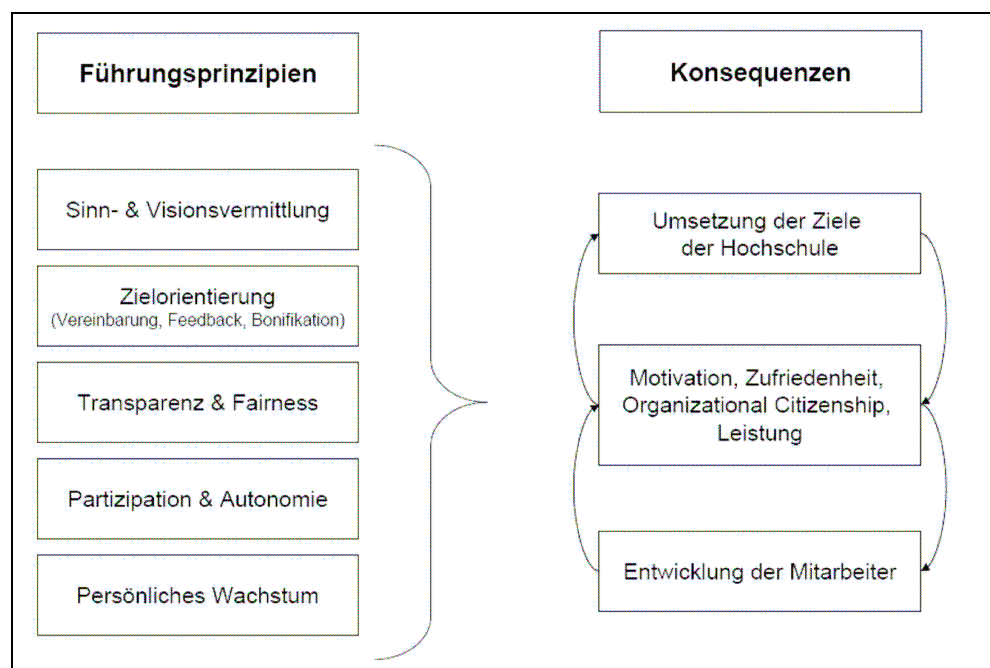 Führungsprinzipien
Sinn- & Visionsvermittlung
Zielorientierung
(Vereinbarung, Feedback, Bonifikation)
Transparenz & Fairness
Partizipation & Autonomie
Persönliches Wachstum
Konsequenzen
Umsetzung der Ziele
der Hochschule
Motivation, Zufriedenheit,
Organizational Citizenship,
Leistung
Entwicklung der Mitarbeiter